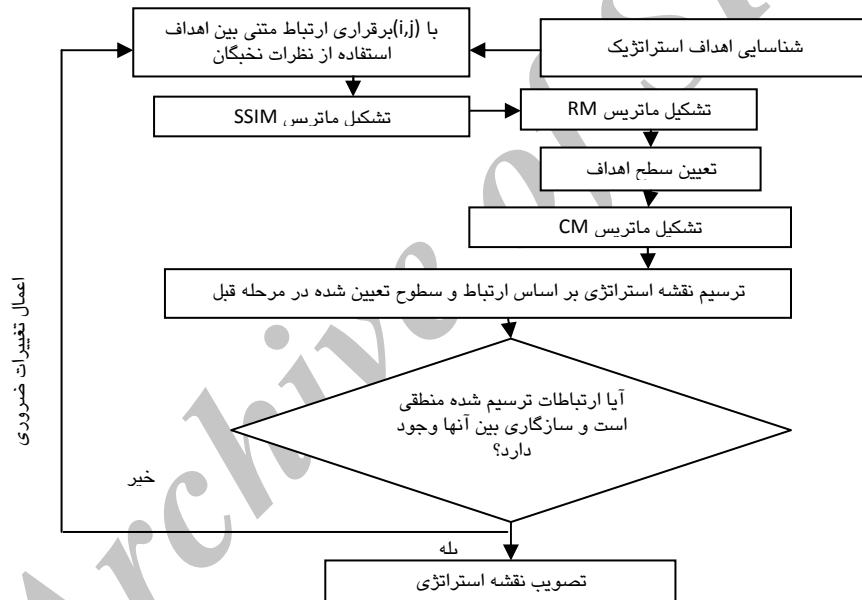 شناسایی اهداف استراتژیک
برقراری ارتباط متنی بین اهداف(i,j) با
استفاده از نظرات نخبگان
تشکیل ماتریس SSIM
تشکیل ماتریس RM
تعیین سطح اهداف
تشکیل ماتریس CM
ترسیم نقشه استراتژی بر اساس ارتباط و سطوح تعیین شده در مرحله قبل
آیا ارتباطات ترسیم شده منطقی
است و سازگاری بین آنها وجود
دارد؟
خیر
اعمال تغییرات ضروری
بله
تصویب نقشه استراتژی
Archive of S